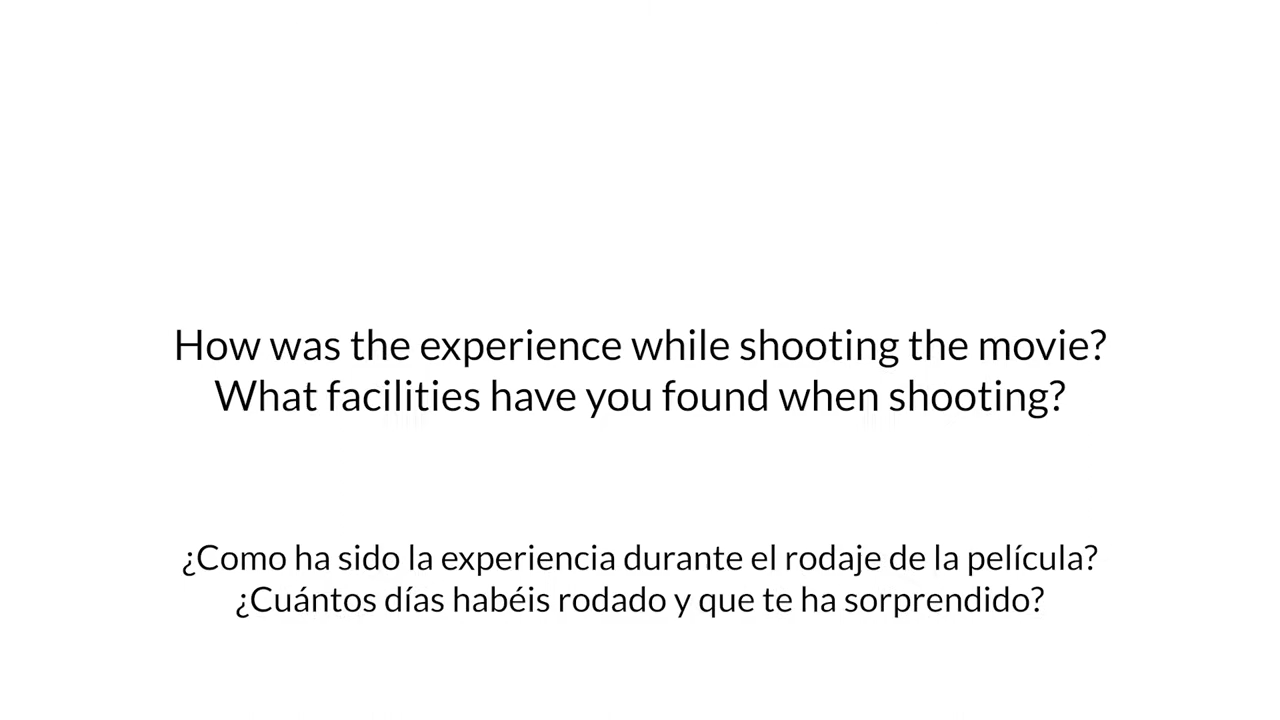 How was the experience while shooting the movie?
What facilities have you found when shooting?
¿Como ha sido la experiencia durante el rodaje de la película?
¿Cuántos días habéis rodado y que te ha sorprendido?